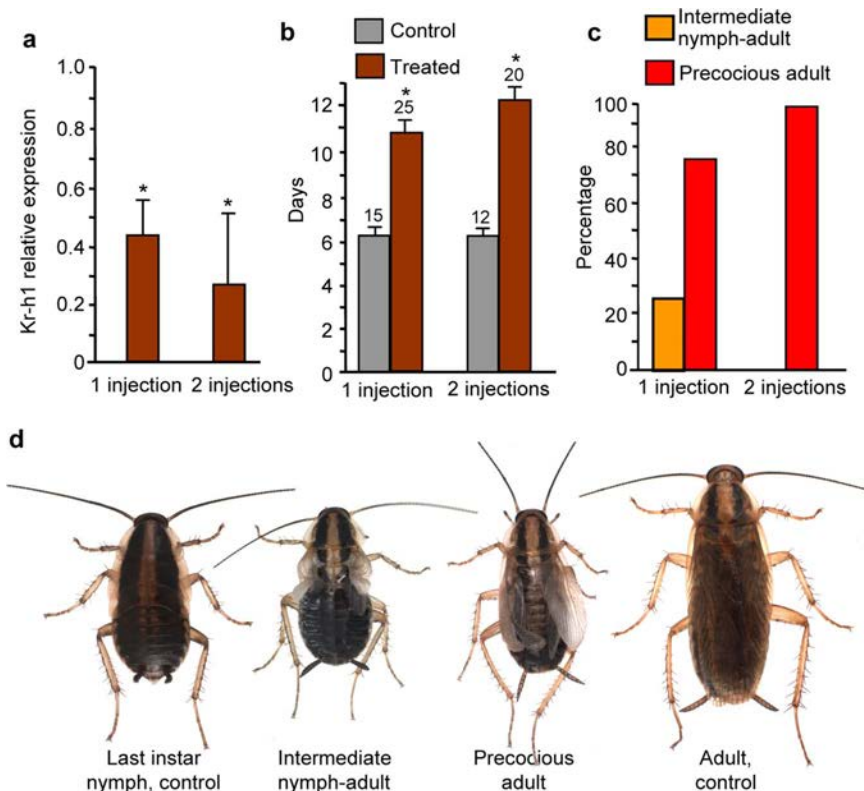 a
Kr-h1 relative expression
1.0
0.8
0.6
0.4
0.2
0
*
*
1 injection
2 injections
b
Control
Treated
Days
12
10
8
6
4
2
0
15
*
25
12
*
20
1 injection
2 injections
c
Intermediate
nymph-adult
Precocious adult
Percentage
100
80
60
40
20
0
1 injection
2 injections
d
Last instar
nymph, control
Intermediate
nymph-adult
Precocious
adult
Adult,
control